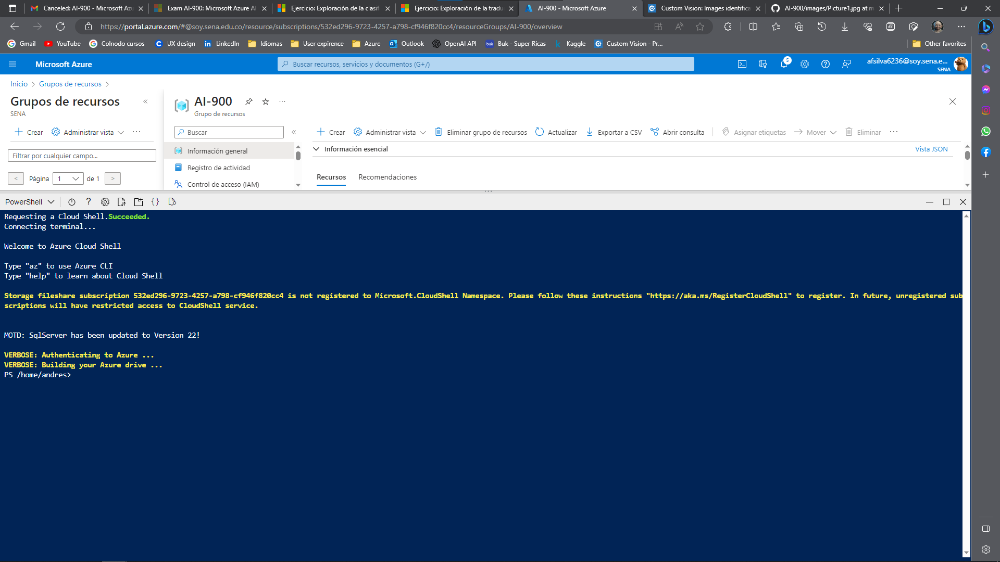 Canceled: AI-900 - Microsoft Azu
Exam AI-900: Microsoft Azure AI
Ejercicio: Exploración de la clasifi
Ejercicio: Exploración de la tradu
AI-900 - Microsoft Azure
Custom Vision: Images identifica
AI-900/images/Picture1.jpg at m
https://portal.azure.com/#@soy.sena.edu.co/resource/subscriptions/532ed296-9723-4257-a798-cf946f820cc4/resourceGroups/AI-900/overview
Gmail
YouTube
Colnodo cursos
UX design
LinkedIn
Idiomas
User expirence
Azure
Outlook
OpenAI API
Buk - Super Ricas
Kaggle
Custom Vision - Pr...
Other favorites
Microsoft Azure
Buscar recursos, servicios y documentos (G+/)
5
afsilva6236@soy.sena.e...
SENA
Inicio > Grupos de recursos >
Grupos de recursos
SENA
Crear
Administrar vista
...
Filtrar por cualquier campo...
< Página 1 de 1 >
AI-900
Grupo de recursos
Buscar
Información general
Registro de actividad
Control de acceso (IAM)
Crear
Administrar vista
Eliminar grupo de recursos
Actualizar
Exportar a CSV
Abrir consulta
Asignar etiquetas
Mover
Eliminar
...
Información esencial
Vista JSON
Recursos
Recomendaciones
PowerShell
?
{}
Requesting a Cloud Shell.Succeeded.
Connecting terminal...
Welcome to Azure Cloud Shell
Type "az" to use Azure CLI
Type "help" to learn about Cloud Shell
Storage fileshare subscription 532ed296-9723-4257-a798-cf946f820cc4 is not registered to Microsoft.CloudShell Namespace. Please follow these instructions "https://aka.ms/RegisterCloudShell" to register. In future, unregistered sub
scriptions will have restricted access to CloudShell service.
MOTD: SqlServer has been updated to Version 22!
VERBOSE: Authenticating to Azure ...
VERBOSE: Building your Azure drive ...
PS /home/andres>